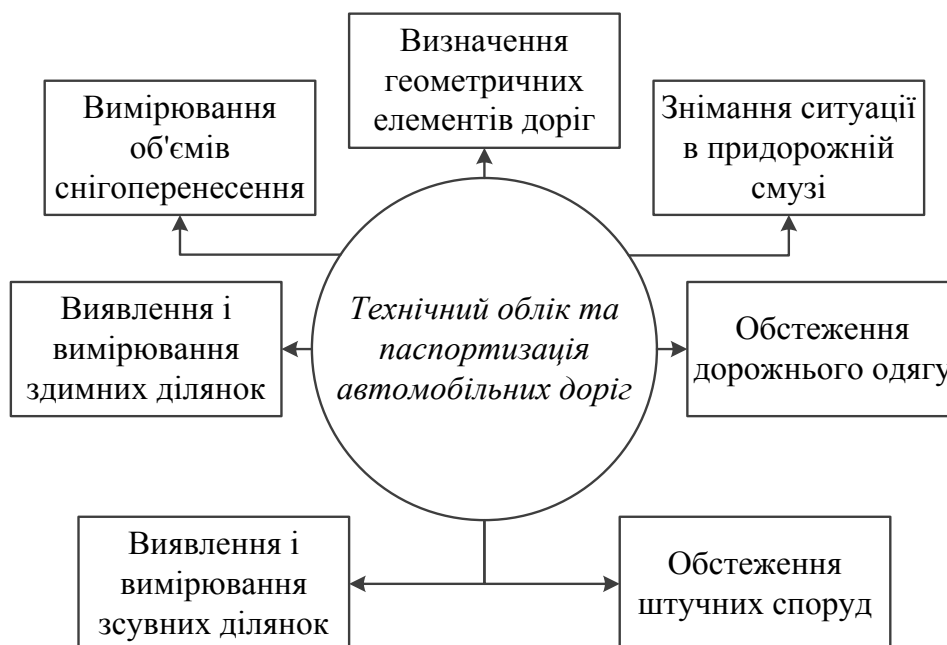 Визначення
геометричних
елементів доріг
Вимірювання
об'ємів
снігоперенесення
Знімання ситуації
в придорожній
смузі
Виявлення і
вимірювання
здимних ділянок
Технічний облік та
паспортизація
автомобільних доріг
Обстеження
дорожнього одягу
Виявлення і
вимірювання
зсувних ділянок
Обстеження
штучних споруд